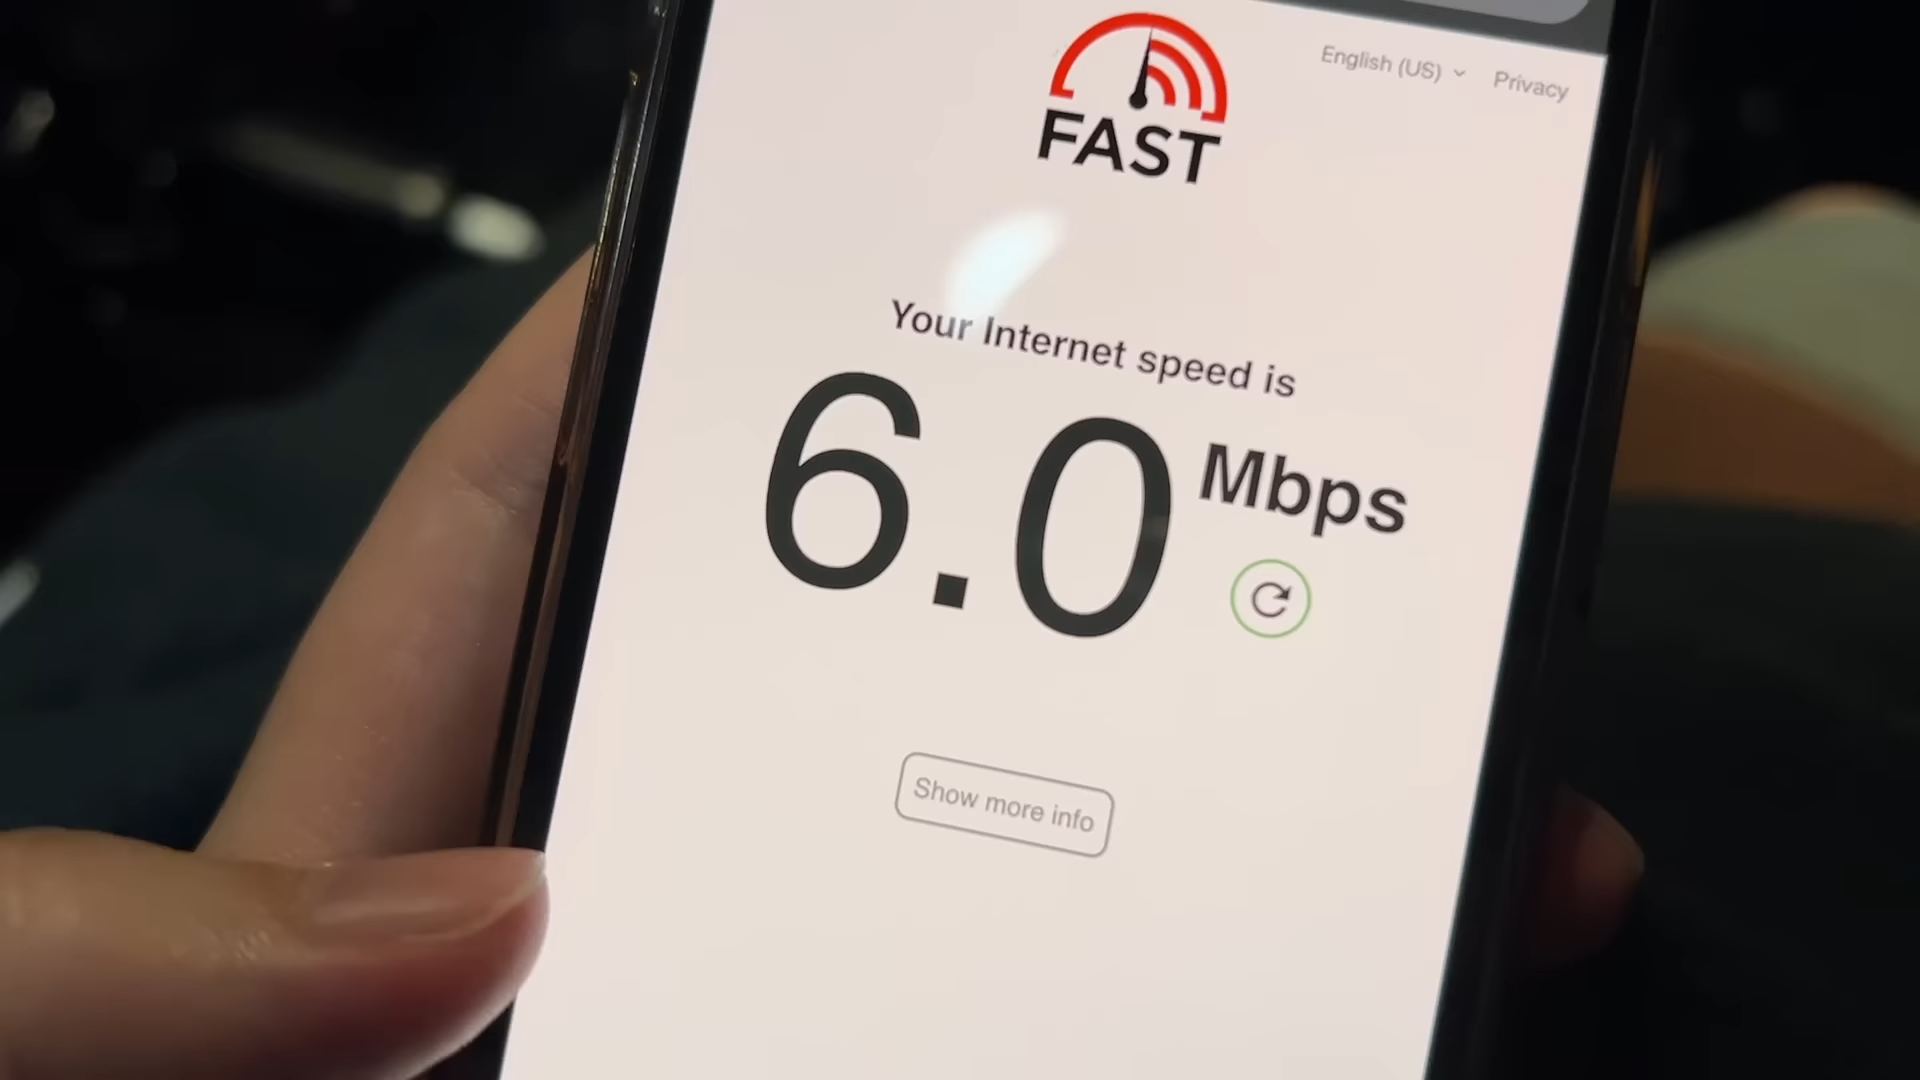 English (US) Privacy
FAST
Your Internet speed is
6.0 Mbps
Show more info